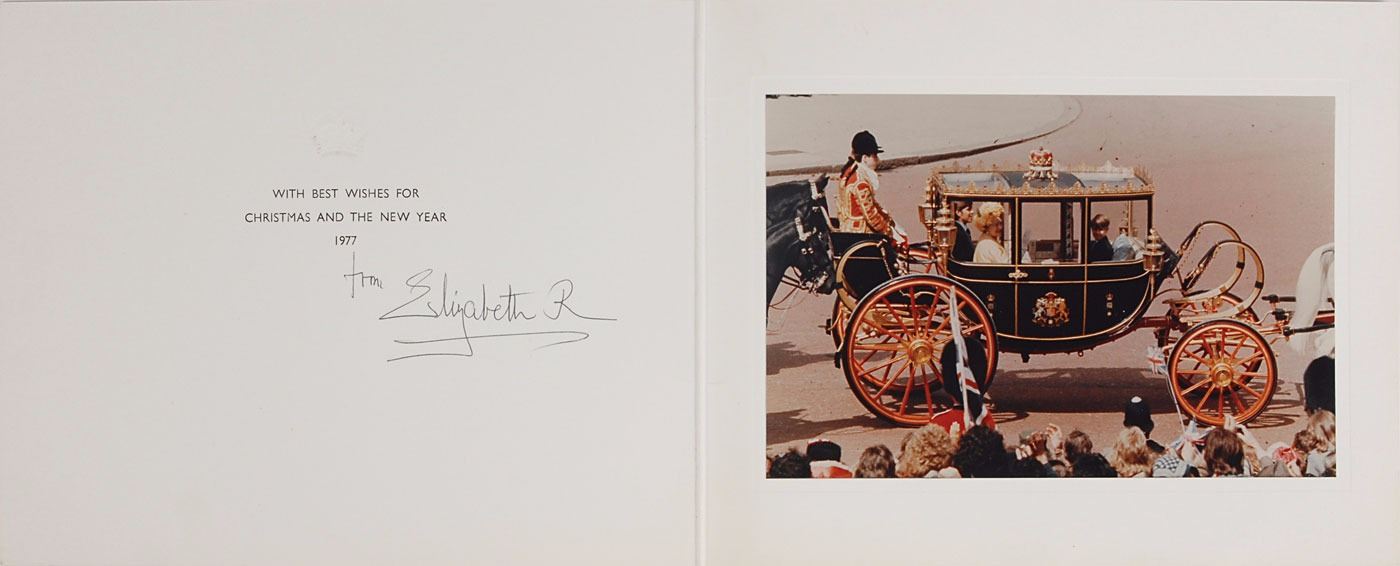 WITH BEST WISHES FOR
CHRISTMAS AND THE NEW YEAR
1977
from
Elizabeth R